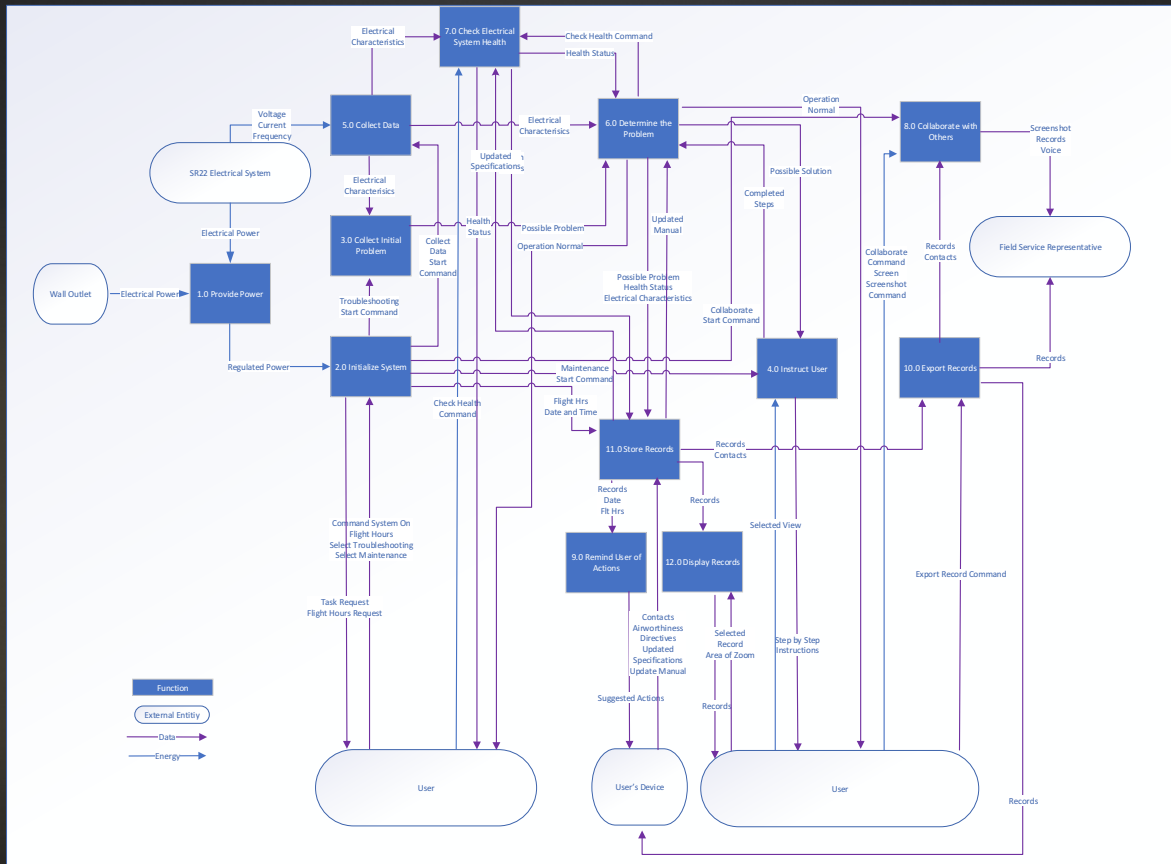 7.0 Check Electrical
System Health
Electrical
Characteristics
Check Health Command
Health Status
Voltage
Current
Frequency
5.0 Collect Data
Electrical
Characterisics
6.0 Determine the
Problem
Operation
Normal
8.0 Collaborate with
Others
Screenshot
Records
Voice
SR22 Electrical System
Electrical
Characterisics
Updated
Specifications
Possible Solution
Completed
Steps
Electrical Power
3.0 Collect Initial
Problem
Collect
Data
Start
Command
Health
Status
Possible Problem
Operation Normal
Updated
Manual
Collaborate
Command
Screen
Screenshot
Command
Records
Contacts
Field Service Representative
Wall Outlet
Electrical Power
1.0 Provide Power
Troubleshooting
Start Command
Possible Problem
Health Status
Electrical Characteristics
Collaborate
Start Command
Regulated Power
2.0 Initialize System
Maintenance
Start Command
4.0 Instruct User
10.0 Export Records
Records
Check Health
Command
Flight Hrs
Date and Time
11.0 Store Records
Records
Contacts
Records
Date
Flt Hrs
Records
Command System On
Flight Hours
Select Troubleshooting
Select Maintenance
Selected View
9.0 Remind User of
Actions
12.0 Display Records
Export Record Command
Task Request
Flight Hours Request
Contacts
Airworthiness
Directives
Updated
Specifications
Update Manual
Selected
Record
Area of Zoom
Step by Step
Instructions
Suggested Actions
Records
Function
External Entitiy
Data
Energy
User
User's Device
User
Records